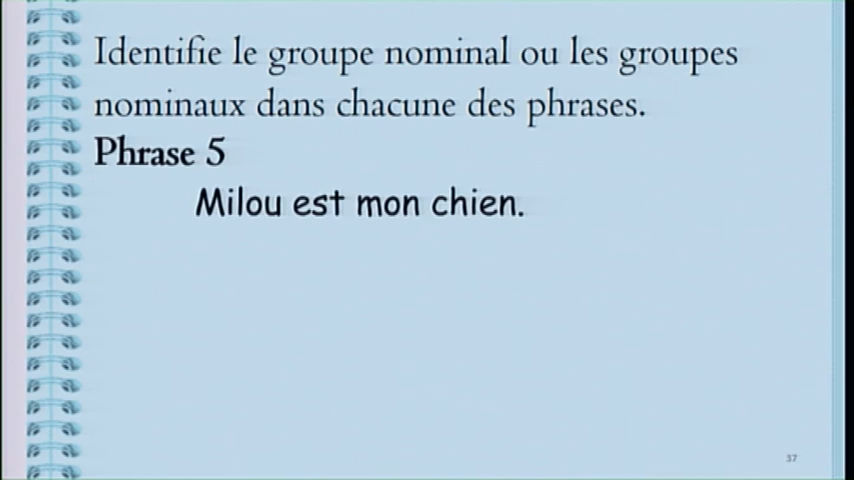 Identifie le groupe nominal ou les groupes
nominaux dans chacune des phrases.
Phrase 5
Milou est mon chien.
37